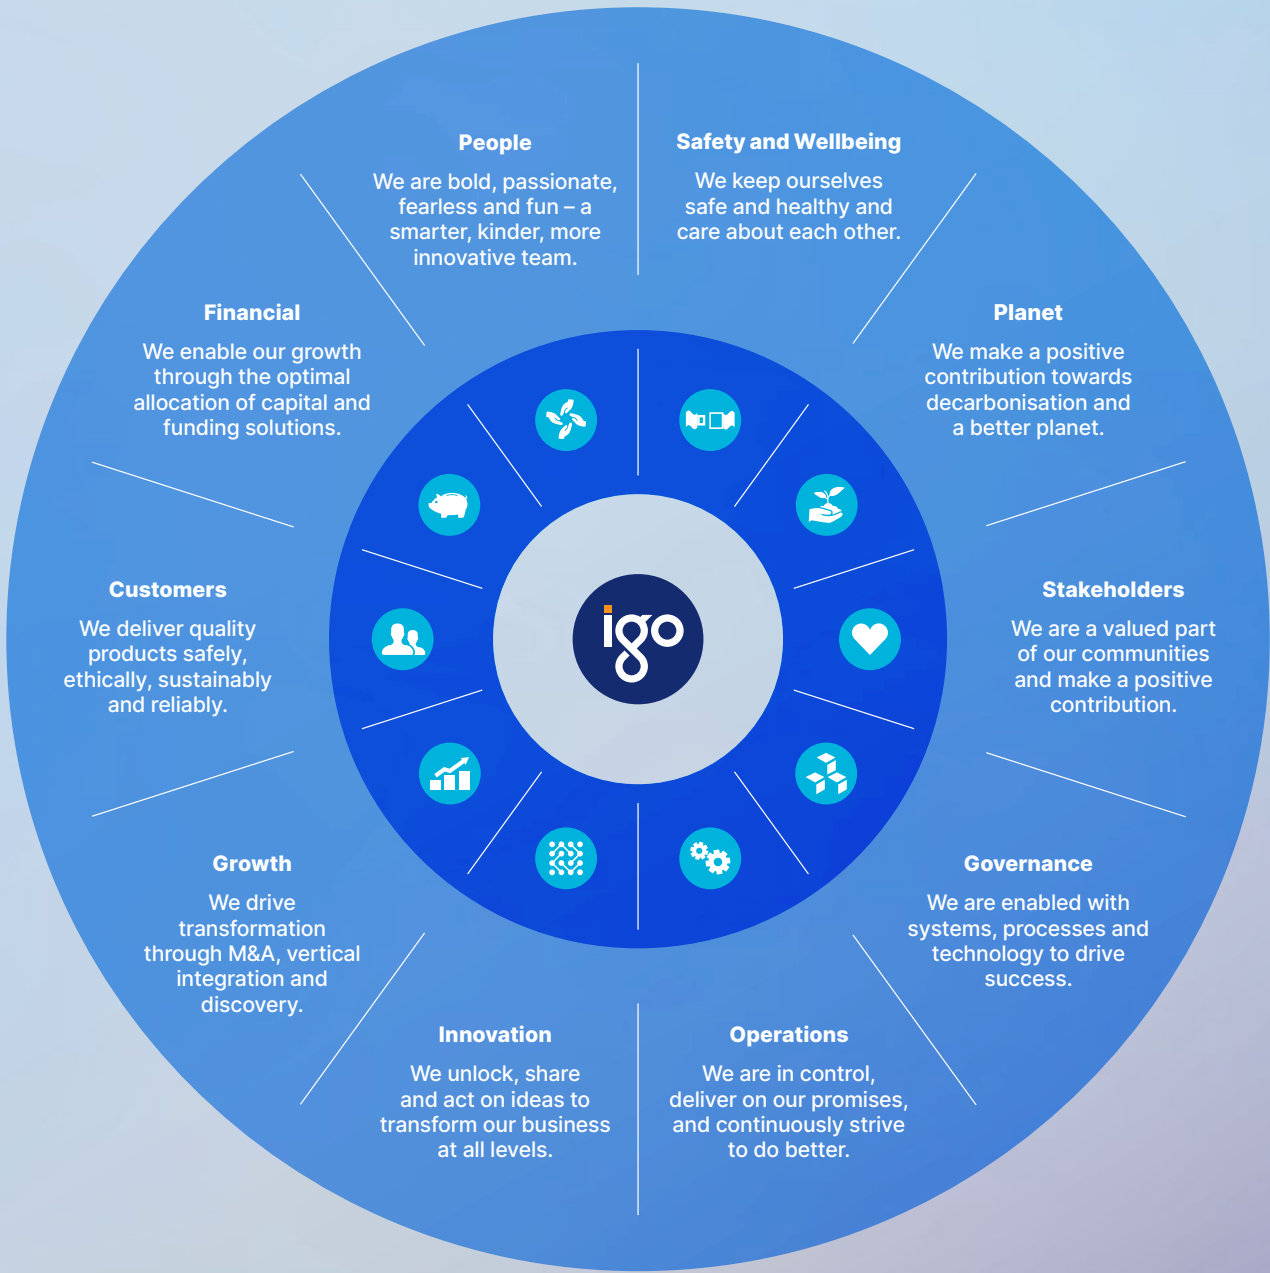 People
We are bold, passionate,
fearless and fun – a
smarter, kinder, more
innovative team.
Safety and Wellbeing
We keep ourselves
safe and healthy and
care about each other.
Financial
We enable our growth
through the optimal
allocation of capital and
funding solutions.
Planet
We make a positive
contribution towards
decarbonisation and
a better planet.
Customers
We deliver quality
products safely,
ethically, sustainably
and reliably.
igo
Stakeholders
We are a valued part
of our communities
and make a positive
contribution.
Growth
We drive
transformation
through M&A, vertical
integration and
discovery.
Governance
We are enabled with
systems, processes and
technology to drive
success.
Innovation
We unlock, share
and act on ideas to
transform our business
at all levels.
Operations
We are in control,
deliver on our promises,
and continuously strive
to do better.